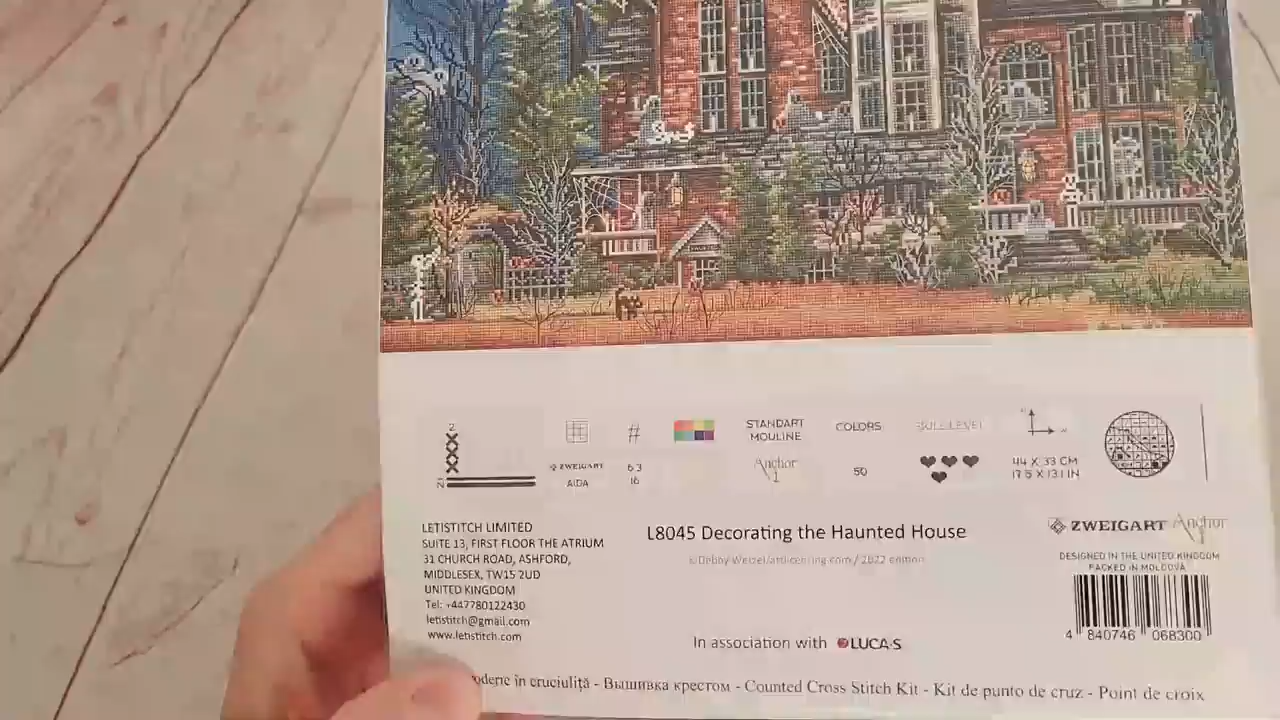 2
STANDART
MOULINE
COLORS
SKILL LEVEL
#
ZWEIGART
AIDA
6.3
16
Anchor
1
50
44 X 33 CM
17.5 X 13.1 IN
LETISTITCH LIMITED
SUITE 13, FIRST FLOOR THE ATRIUM
31 CHURCH ROAD, ASHFORD,
MIDDLESEX, TW15 2UD
UNITED KINGDOM
Tel: +447780122430
letistitch@gmail.com
www.letistitch.com
L8045 Decorating the Haunted House
/ 2022 edition
In association with LUCA-S
ZWEIGART Anchor
DESIGNED IN THE UNITED KINGDOM
PACKED IN MOLDOVA
4 840746 068300
în cruciuliță - Вышивка крестом - Counted Cross Stitch Kit - Kit de punto de cruz - Point de croix